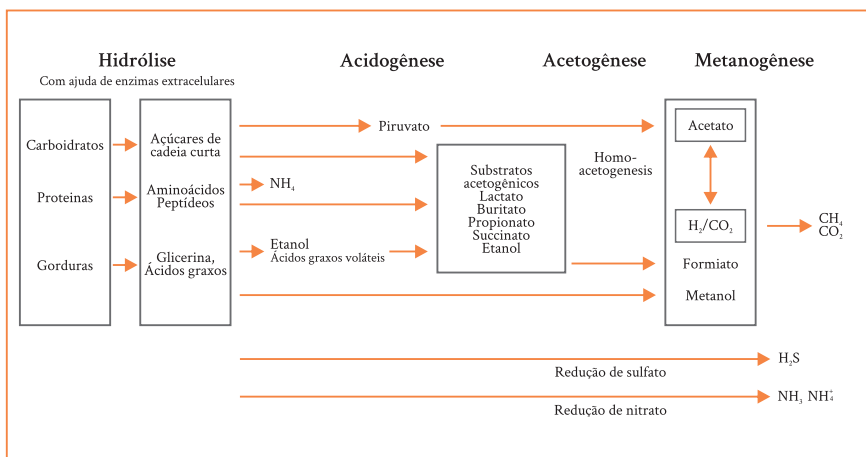 Hidrólise
Com ajuda de enzimas extracelulares
Acidogênese
Acetogênese
Metanogênese
Carboidratos
Proteinas
Gorduras
Açúcares de
cadeia curta
Aminoácidos
Peptídeos
Glicerina,
Ácidos graxos
Piruvato
NH₄
Etanol
Ácidos graxos voláteis
Substratos
acetogênicos
Lactato
Buritato
Propionato
Succinato
Etanol
Homo-
acetogenesis
Acetato
H₂/CO₂
Formiato
Metanol
CH₄
CO₂
Redução de sulfato
H₂S
Redução de nitrato
NH₃ NH₄⁺